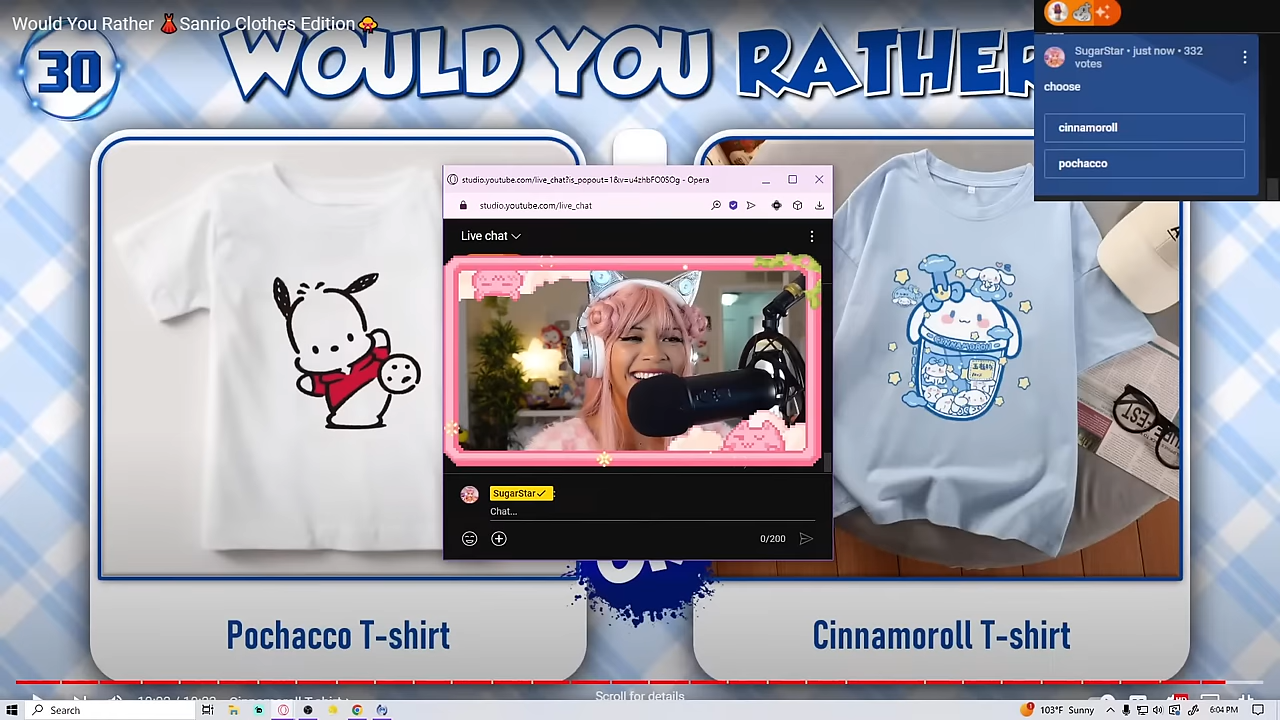 Would You Rather 👗Sanrio Clothes Edition
30
WOULD YOU RATHER
SugarStar • just now • 332
votes
choose
cinnamoroll
pochacco
studio.youtube.com/live_chat?is_popout=1&v=u4zhbFO0SOg - Opera
studio.youtube.com/live_chat
Live chat
SugarStar
Chat...
0/200
OR
Pochacco T-shirt
Cinnamoroll T-shirt
Scroll for details
Search
103°F Sunny
6:04 PM